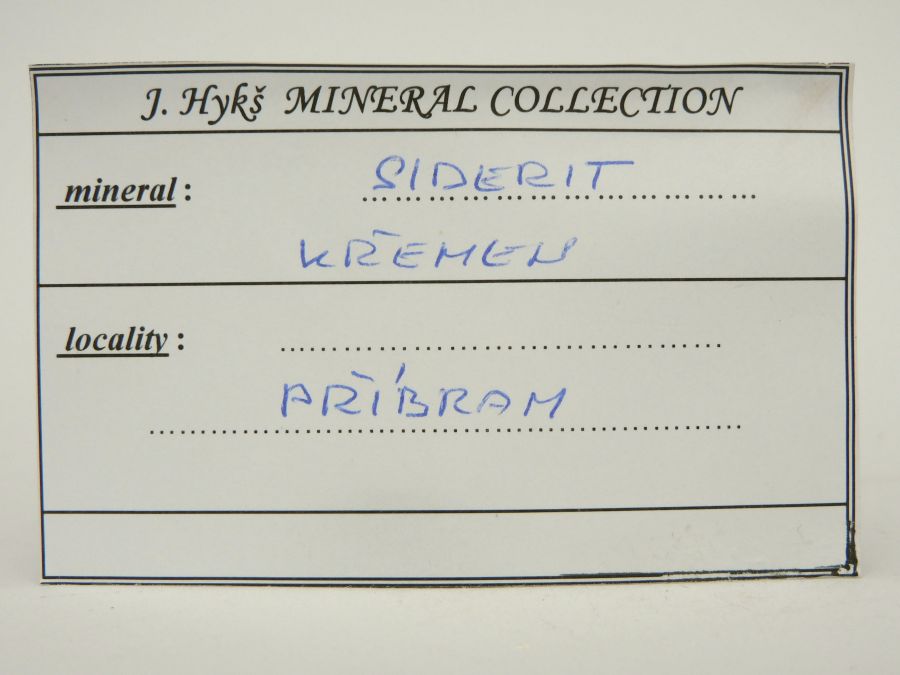 J. Hykš MINERAL COLLECTION
mineral: SIDERIT
KŘEMEN
locality:
PŘÍBRAM